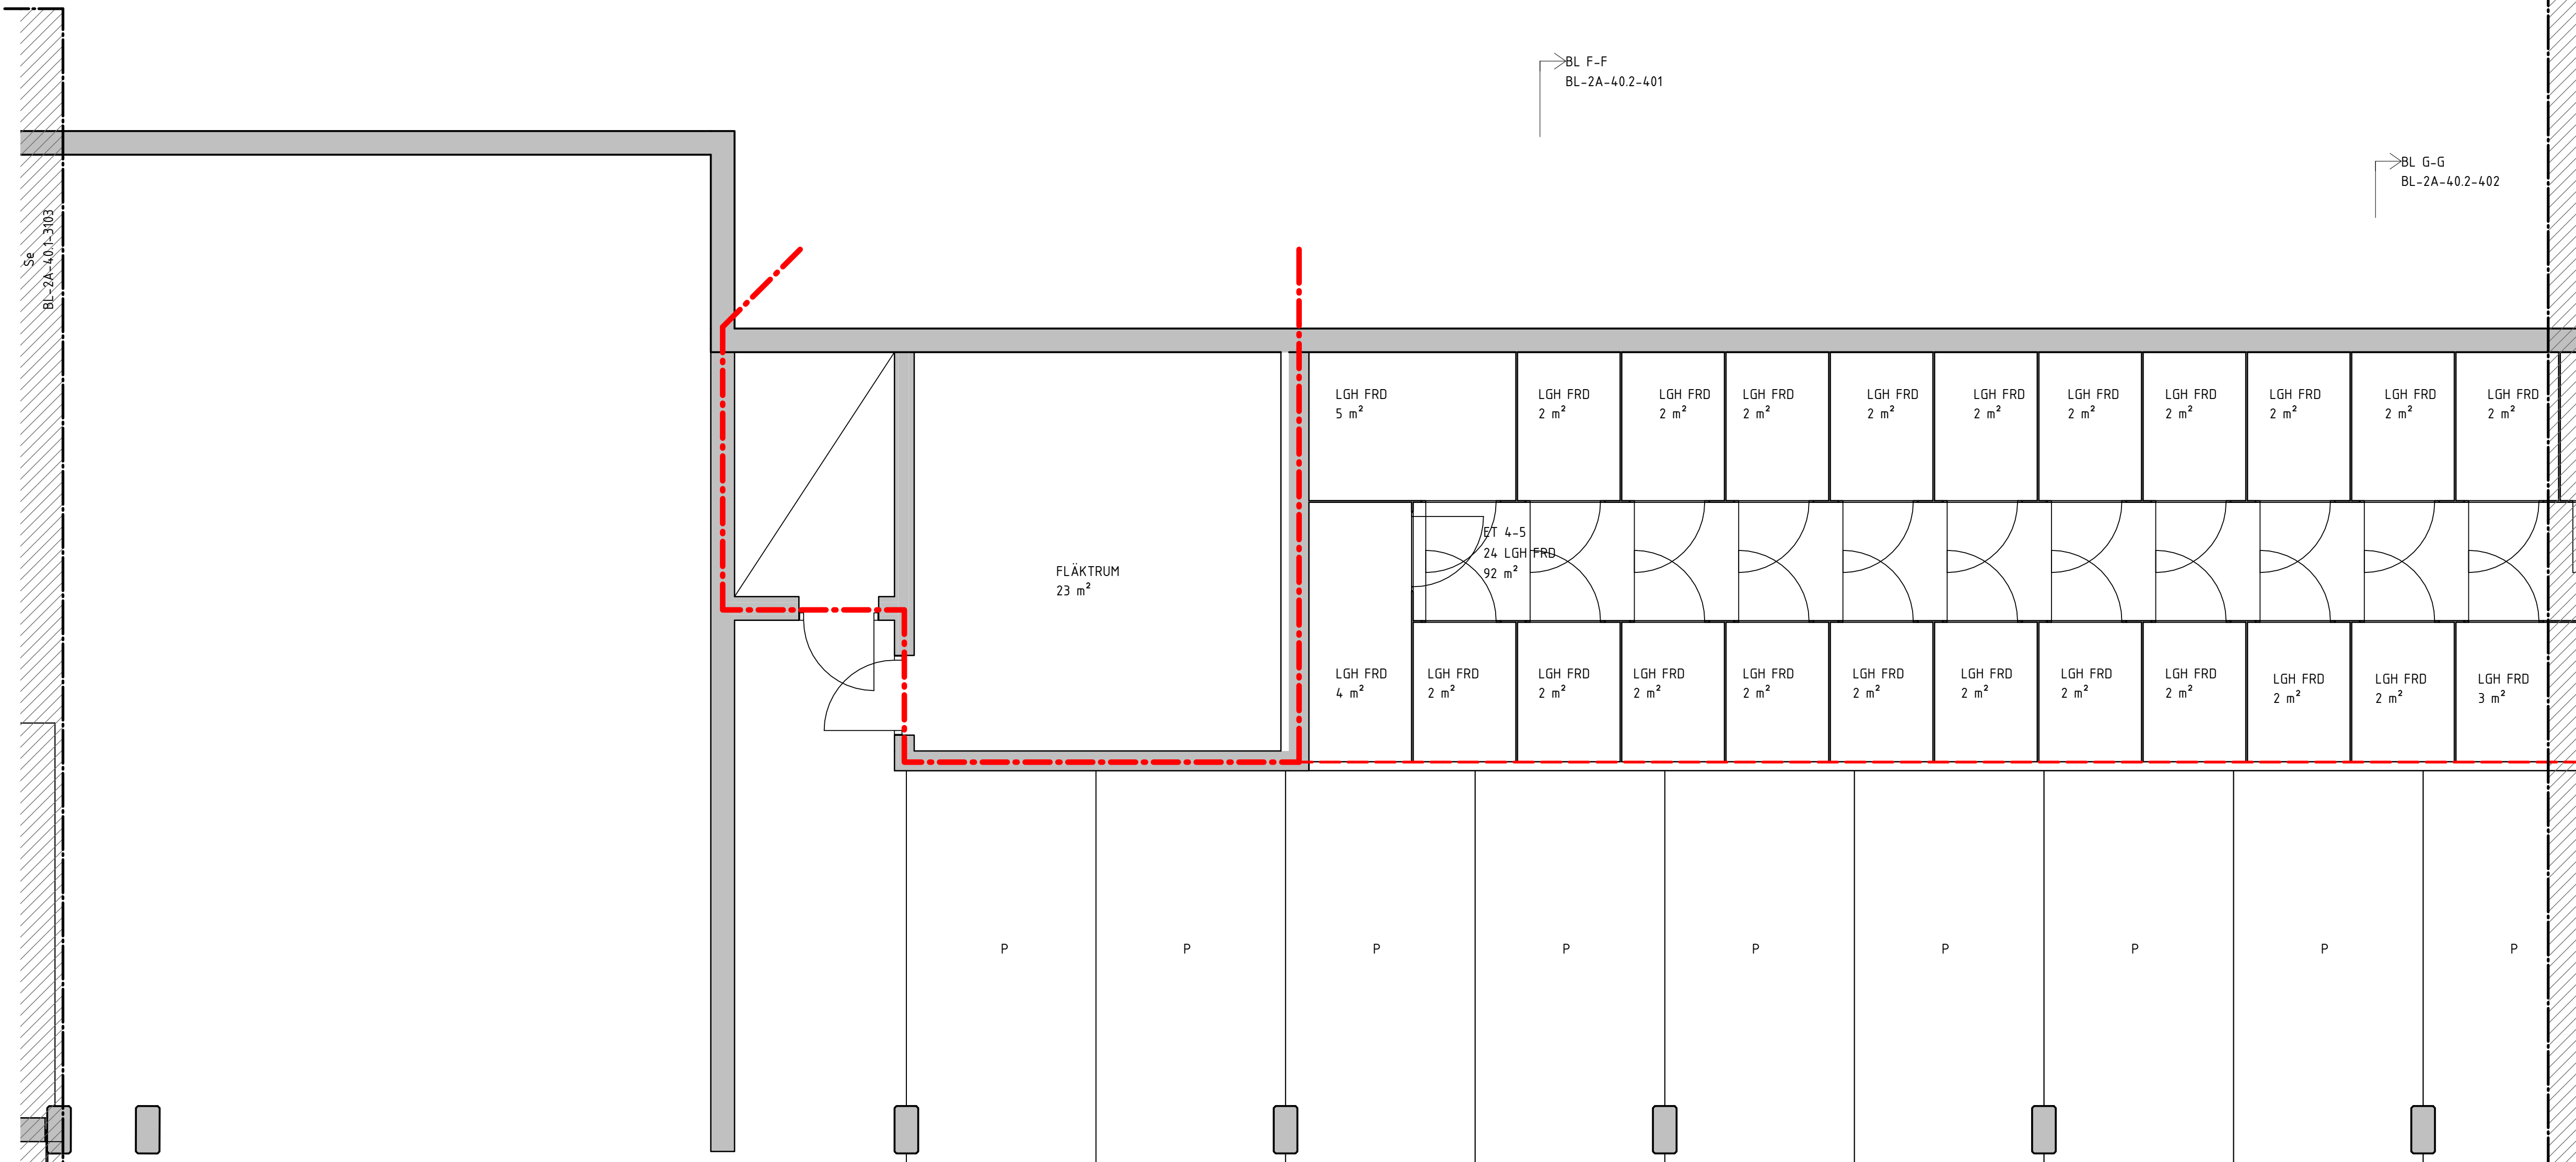 BL F-F
BL-2A-40.2-401
BL G-G
BL-2A-40.2-402
Se
BL-2A-40.1-3103
LGH FRD
5 m²
LGH FRD
2 m²
LGH FRD
2 m²
LGH FRD
2 m²
LGH FRD
2 m²
LGH FRD
2 m²
LGH FRD
2 m²
LGH FRD
2 m²
LGH FRD
2 m²
LGH FRD
2 m²
LGH FRD
2 m²
ET 4-5
24 LGH FRD
92 m²
FLÄKTRUM
23 m²
LGH FRD
4 m²
LGH FRD
2 m²
LGH FRD
2 m²
LGH FRD
2 m²
LGH FRD
2 m²
LGH FRD
2 m²
LGH FRD
2 m²
LGH FRD
2 m²
LGH FRD
2 m²
LGH FRD
2 m²
LGH FRD
2 m²
LGH FRD
3 m²
P
P
P
P
P
P
P
P
P